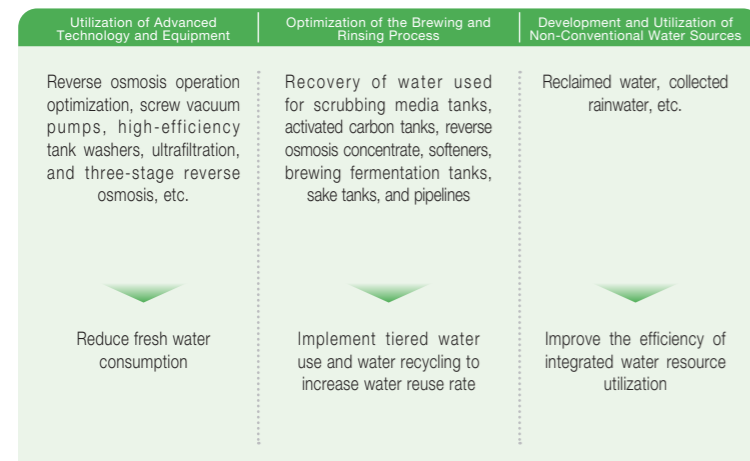 Utilization of Advanced
Technology and Equipment
Optimization of the Brewing and
Rinsing Process
Development and Utilization of
Non-Conventional Water Sources
Reverse osmosis operation
optimization, screw vacuum
pumps, high-efficiency
tank washers, ultrafiltration,
and three-stage reverse
osmosis, etc.
Recovery of water used
for scrubbing media tanks,
activated carbon tanks, reverse
osmosis concentrate, softeners,
brewing fermentation tanks,
sake tanks, and pipelines
Reclaimed water, collected
rainwater, etc.
Reduce fresh water
consumption
Implement tiered water
use and water recycling to
increase water reuse rate
Improve the efficiency of
integrated water resource
utilization